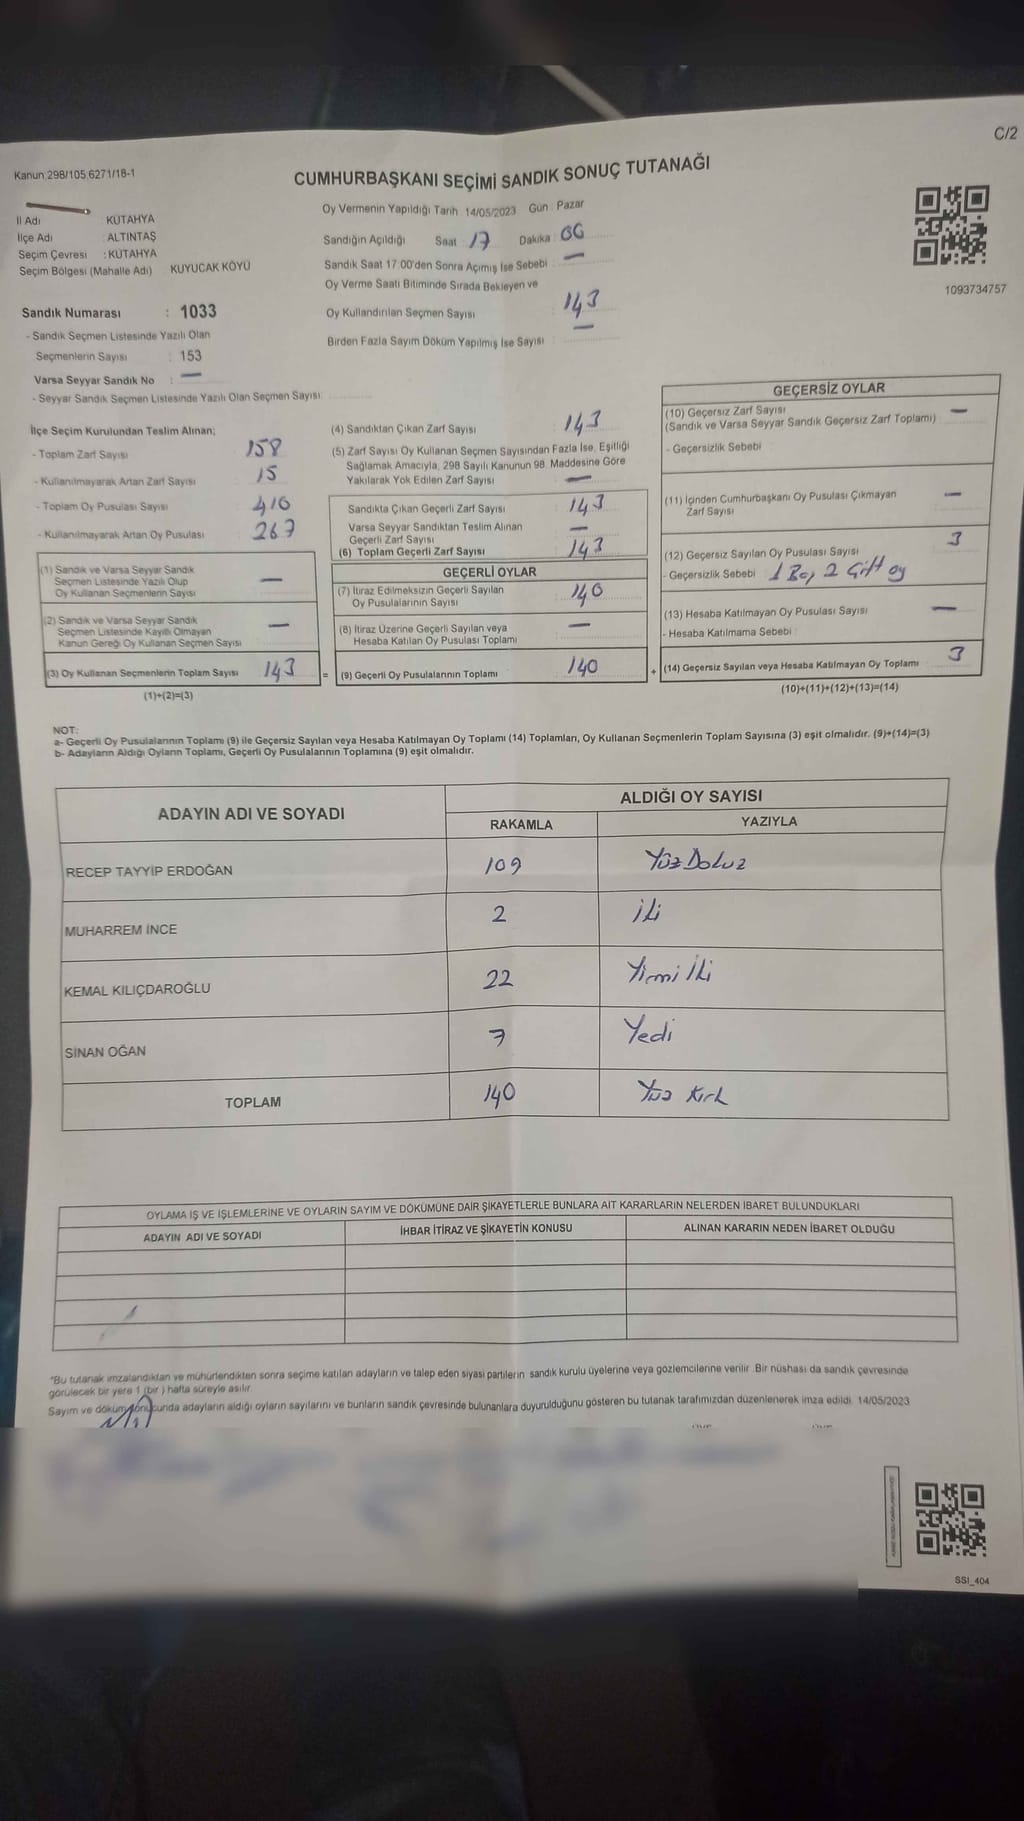 C/2
Kanun 298/105 6271/18-1
CUMHURBAŞKANI SEÇİMİ SANDIK SONUÇ TUTANAĞI
İl Adı KÜTAHYA
İlçe Adı : ALTINTAŞ
Seçim Çevresi : KÜTAHYA
Seçim Bölgesi (Mahalle Adı) KUYUCAK KÖYÜ
Sandık Numarası : 1033
- Sandık Seçmen Listesinde Yazılı Olan
Seçmenlerin Sayısı : 153
Varsa Seyyar Sandık No : —
- Seyyar Sandık Seçmen Listesinde Yazılı Olan Seçmen Sayısı:
Oy Vermenin Yapıldığı Tarih 14/05/2023 Gün : Pazar
Sandığın Açıldığı Saat : 17 Dakika : 00
Sandık Saat 17:00'den Sonra Açımış İse Sebebi : —
Oy Verme Saati Bitiminde Sırada Bekleyen ve
Oy Kullandırılan Seçmen Sayısı : 143
Birden Fazla Sayım Döküm Yapılmış İse Sayısı : —
1093734757
İlçe Seçim Kurulundan Teslim Alınan;
- Toplam Zarf Sayısı 158
- Kullanılmayarak Artan Zarf Sayısı 15
- Toplam Oy Pusulası Sayısı 410
- Kullanılmayarak Artan Oy Pusulası 267
(1) Sandık ve Varsa Seyyar Sandık
Seçmen Listesinde Yazılı Olup
Oy Kullanan Seçmenlerin Sayısı —
(2) Sandık ve Varsa Seyyar Sandık
Seçmen Listesinde Kayıtlı Olmayan
Kanun Gereği Oy Kullanan Seçmen Sayısı —
(3) Oy Kullanan Seçmenlerin Toplam Sayısı 143 =
(1)+(2)=(3)
(4) Sandıktan Çıkan Zarf Sayısı 143
(5) Zarf Sayısı Oy Kullanan Seçmen Sayısından Fazla İse, Eşitliği
Sağlamak Amacıyla, 298 Sayılı Kanunun 98. Maddesine Göre
Yakılarak Yok Edilen Zarf Sayısı —
Sandıkta Çıkan Geçerli Zarf Sayısı 143
Varsa Seyyar Sandıktan Teslim Alınan
Geçerli Zarf Sayısı —
(6) Toplam Geçerli Zarf Sayısı 143
GEÇERLİ OYLAR
(7) İtiraz Edilmeksizin Geçerli Sayılan
Oy Pusulalarının Sayısı 140
(8) İtiraz Üzerine Geçerli Sayılan veya
Hesaba Katılan Oy Pusulası Toplamı —
(9) Geçerli Oy Pusulalarının Toplamı 140 +
GEÇERSİZ OYLAR
(10) Geçersiz Zarf Sayısı
(Sandık ve Varsa Seyyar Sandık Geçersiz Zarf Toplamı) —
- Geçersizlik Sebebi
(11) İçinden Cumhurbaşkanı Oy Pusulası Çıkmayan
Zarf Sayısı —
(12) Geçersiz Sayılan Oy Pusulası Sayısı 3
- Geçersizlik Sebebi 1 Boş 2 Çift oy
(13) Hesaba Katılmayan Oy Pusulası Sayısı —
- Hesaba Katılmama Sebebi :
(14) Geçersiz Sayılan veya Hesaba Katılmayan Oy Toplamı 3
(10)+(11)+(12)+(13)=(14)
NOT:
a- Geçerli Oy Pusulalarının Toplamı (9) ile Geçersiz Sayılan veya Hesaba Katılmayan Oy Toplamı (14) Toplamları, Oy Kullanan Seçmenlerin Toplam Sayısına (3) eşit olmalıdır. (9)+(14)=(3)
b- Adayların Aldığı Oyların Toplamı, Geçerli Oy Pusulalarının Toplamına (9) eşit olmalıdır.
ADAYIN ADI VE SOYADI ALDIĞI OY SAYISI
RAKAMLA YAZIYLA
RECEP TAYYİP ERDOĞAN 109 Yüz Dokuz
MUHARREM İNCE 2 iki
KEMAL KILIÇDAROĞLU 22 Yirmi iki
SİNAN OĞAN 7 Yedi
TOPLAM 140 Yüz Kırk
OYLAMA İŞ VE İŞLEMLERİNE VE OYLARIN SAYIM VE DÖKÜMÜNE DAİR ŞİKAYETLERLE BUNLARA AİT KARARLARIN NELERDEN İBARET BULUNDUKLARI
ADAYIN ADI VE SOYADI İHBAR İTİRAZ VE ŞİKAYETİN KONUSU ALINAN KARARIN NEDEN İBARET OLDUĞU
"Bu tutanak imzalandıktan ve mühürlendikten sonra seçime katılan adayların ve talep eden siyasi partilerin sandık kurulu üyelerine veya gözlemcilerine verilir .Bir nüshası da sandık çevresinde
görülecek bir yere 1 (bir ) hafta süreyle asılır.
Sayım ve döküm sonucunda adayların aldığı oyların sayılarını ve bunların sandık çevresinde bulunanlara duyurulduğunu gösteren bu tutanak tarafımızdan düzenlenerek imza edildi. 14/05/2023
SSI_404